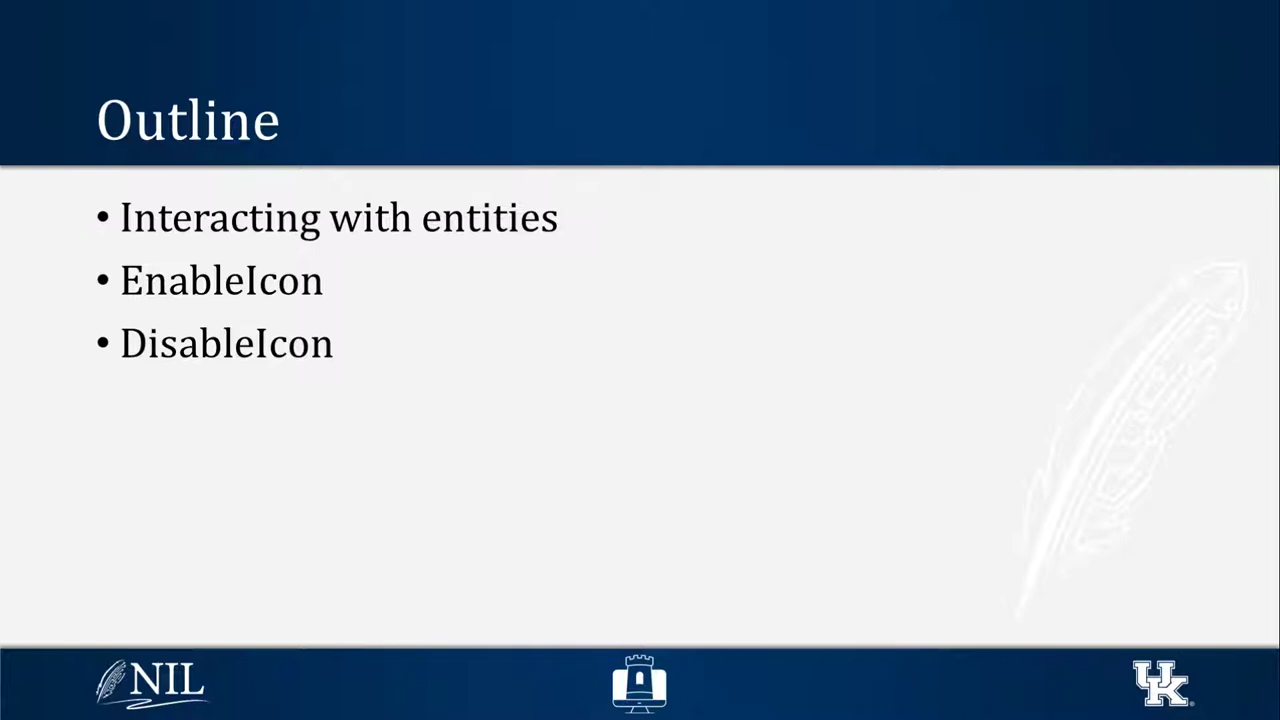 Outline
• Interacting with entities
• EnableIcon
• DisableIcon
NIL
UK